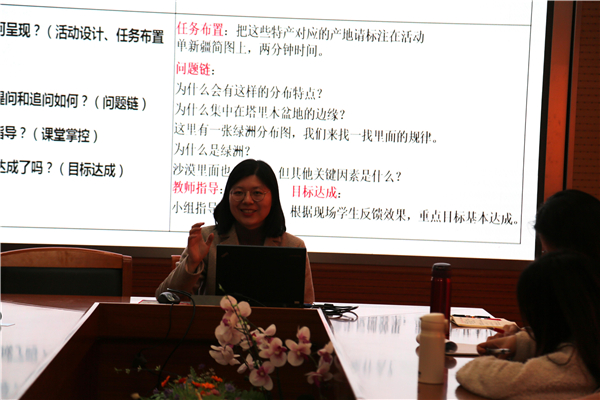 何呈现？（活动设计、任务布置
提问和追问如何？（问题链）
指导？（课堂掌控）
达成了吗？（目标达成）
任务布置：把这些特产对应的产地请标注在活动
单新疆简图上，两分钟时间。
问题链：
为什么会有这样的分布特点？
为什么集中在塔里木盆地的边缘？
这里有一张绿洲分布图，我们来找一找里面的规律。
为什么是绿洲？
沙漠里面也 但其他关键因素是什么？
教师指导： 目标达成：
小组指导 根据现场学生反馈效果，重点目标基本达成。